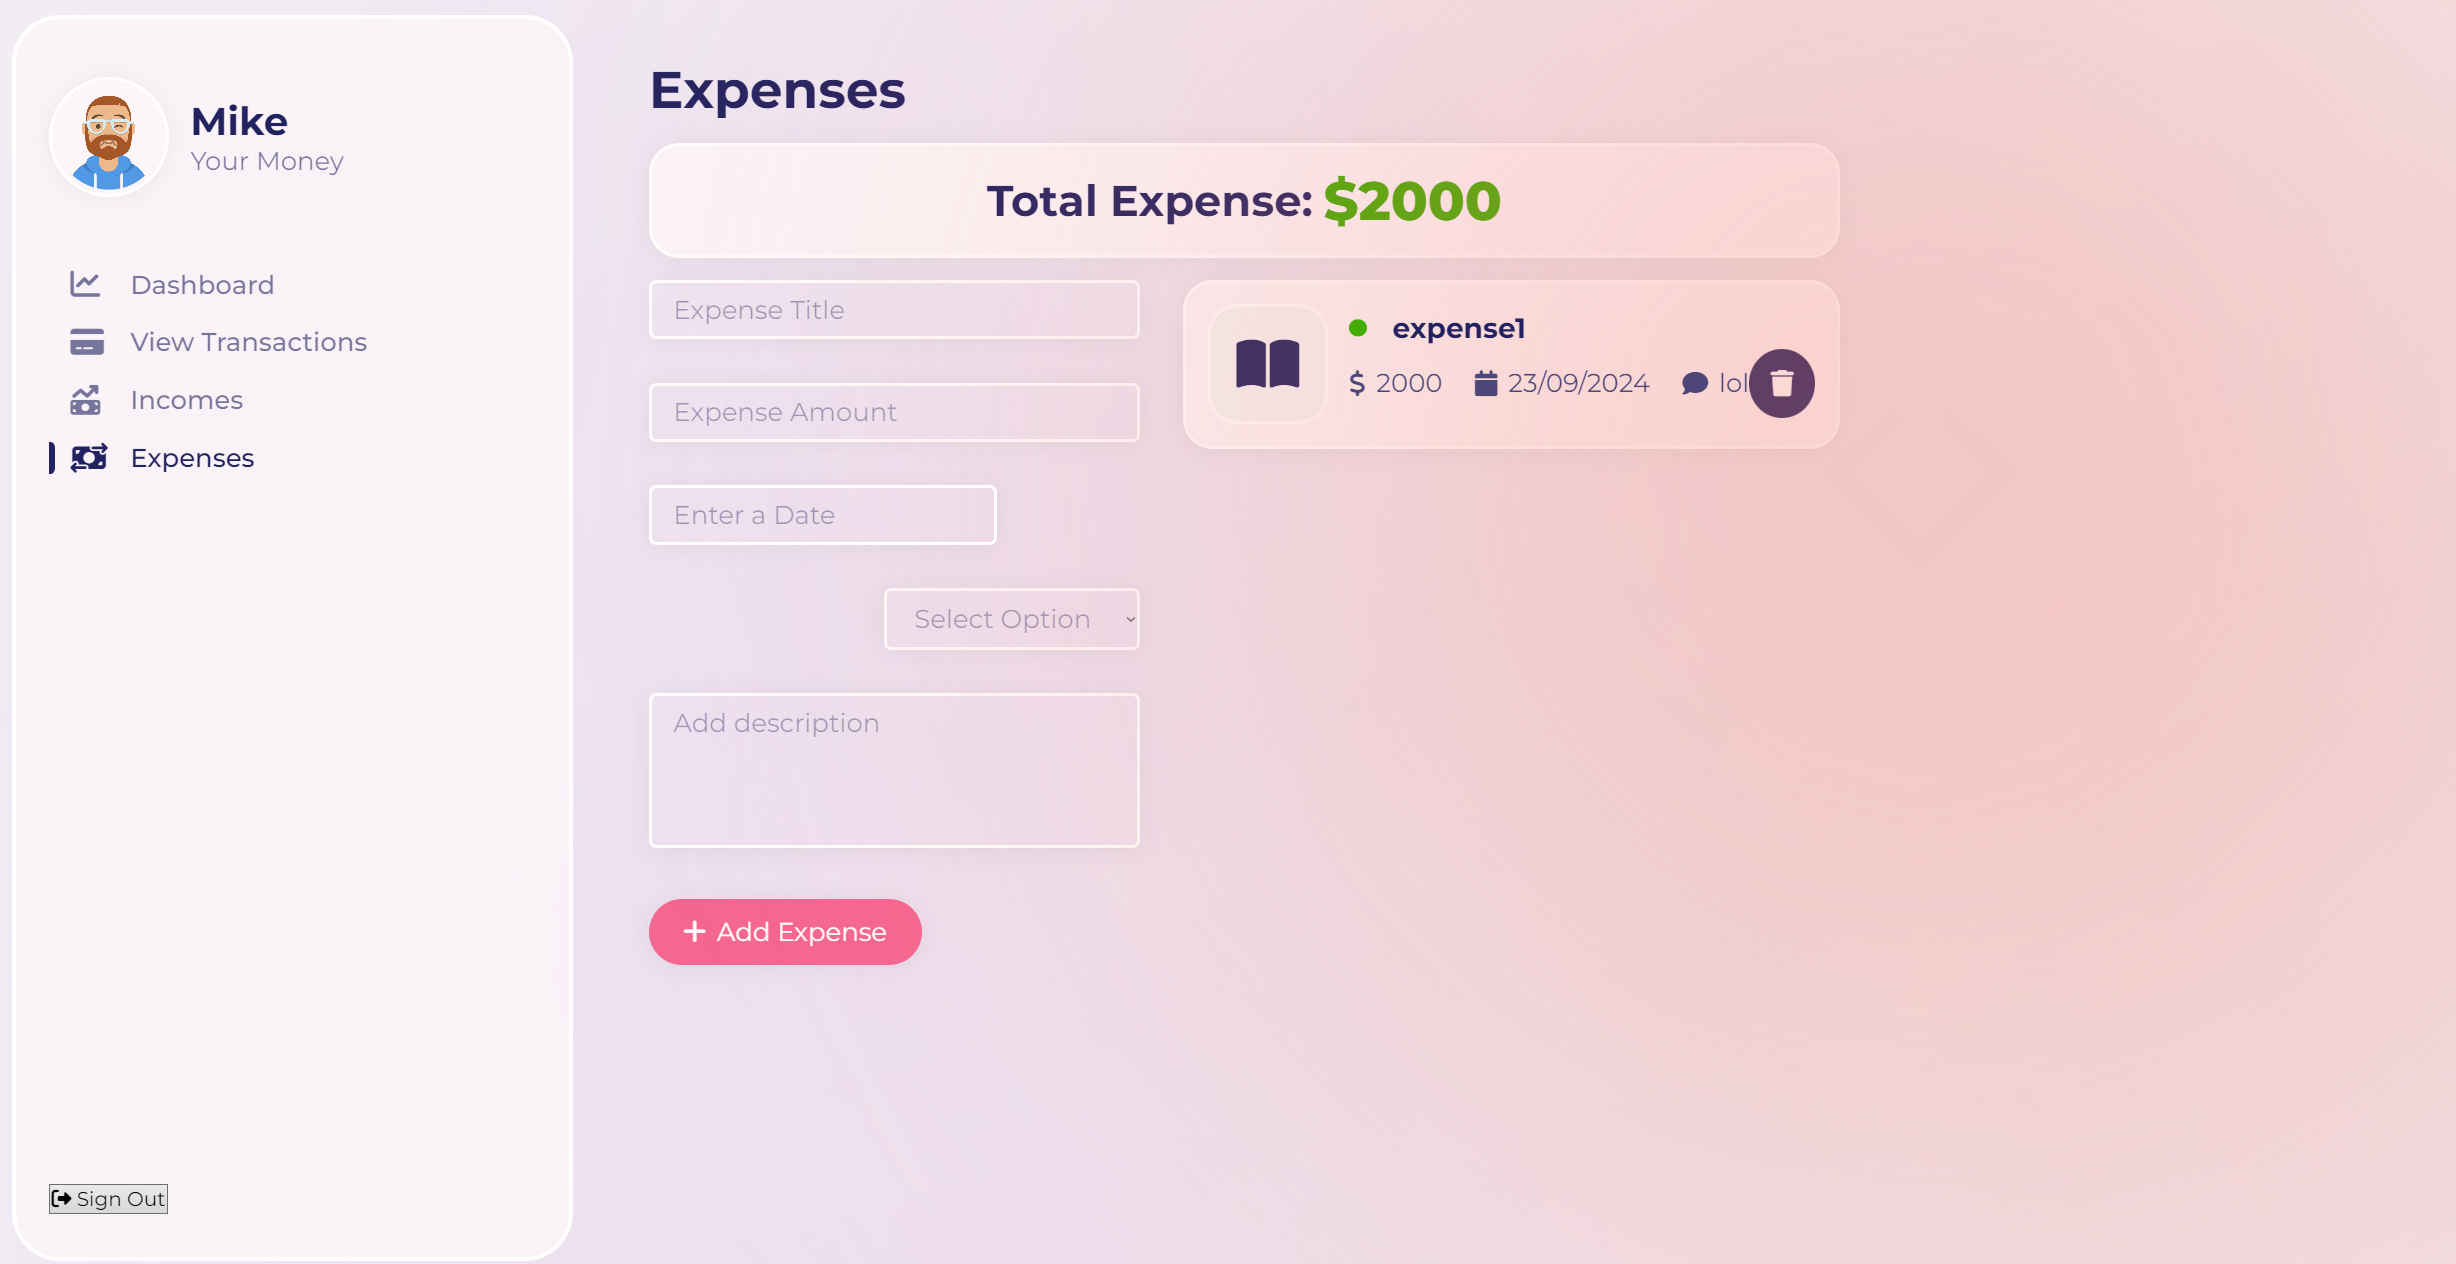 Mike
Your Money
Dashboard
View Transactions
Incomes
Expenses
Sign Out
Expenses
Total Expense: $2000
Expense Title
Expense Amount
Enter a Date
Select Option
Add description
Add Expense
expense1
2000 23/09/2024 lol